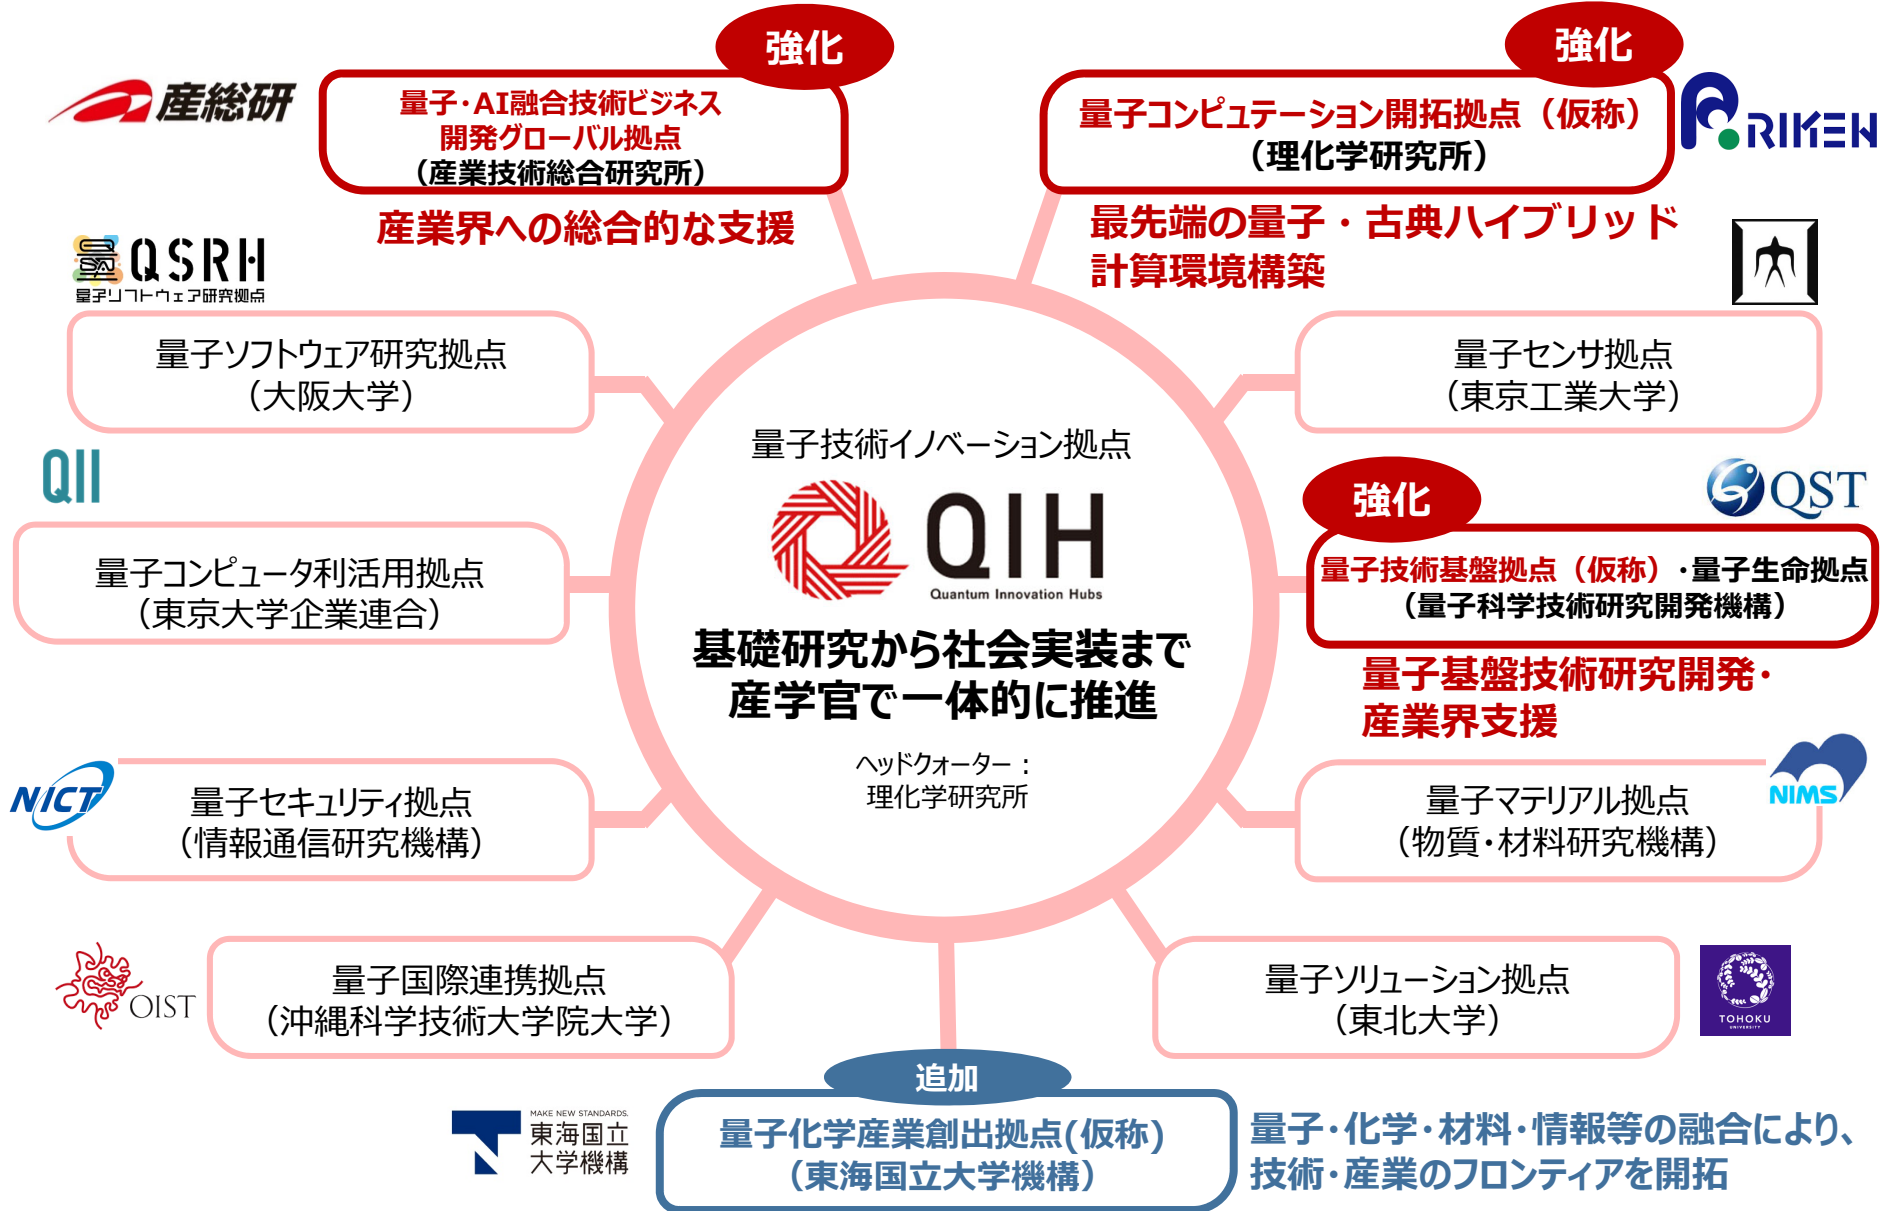 強化
産総研
量子・AI融合技術ビジネス
開発グローバル拠点
（産業技術総合研究所）
産業界への総合的な支援
強化
量子コンピュテーション開拓拠点（仮称）
（理化学研究所）
RIKEN
最先端の量子・古典ハイブリッド
計算環境構築
QSRH
量子ソフトウェア研究拠点
量子ソフトウェア研究拠点
（大阪大学）
量子センサ拠点
（東京工業大学）
QII
量子コンピュータ利活用拠点
（東京大学企業連合）
量子技術イノベーション拠点
QIH
Quantum Innovation Hubs
基礎研究から社会実装まで
産学官で一体的に推進
ヘッドクォーター：
理化学研究所
強化
QST
量子技術基盤拠点（仮称）・量子生命拠点
（量子科学技術研究開発機構）
量子基盤技術研究開発・
産業界支援
NICT
量子セキュリティ拠点
（情報通信研究機構）
NIMS
量子マテリアル拠点
（物質・材料研究機構）
OIST
量子国際連携拠点
（沖縄科学技術大学院大学）
量子ソリューション拠点
（東北大学）
TOHOKU
UNIVERSITY
追加
MAKE NEW STANDARDS.
東海国立
大学機構
量子化学産業創出拠点(仮称)
（東海国立大学機構）
量子・化学・材料・情報等の融合により、
技術・産業のフロンティアを開拓